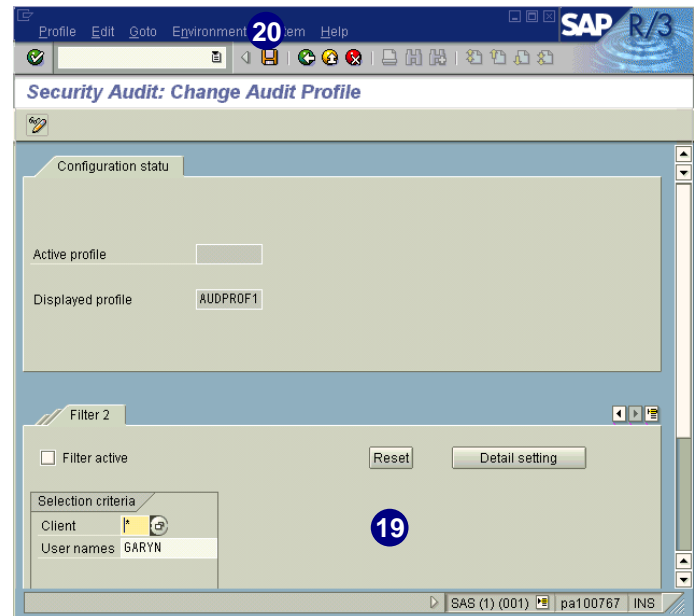 Profile Edit Goto Environment tem Help
20
SAP R/3
Security Audit: Change Audit Profile
Configuration statu
Active profile
Displayed profile AUDPROF1
Filter 2
Filter active Reset Detail setting
Selection criteria
Client *
User names GARYN
19
SAS (1) (001) pa100767 INS